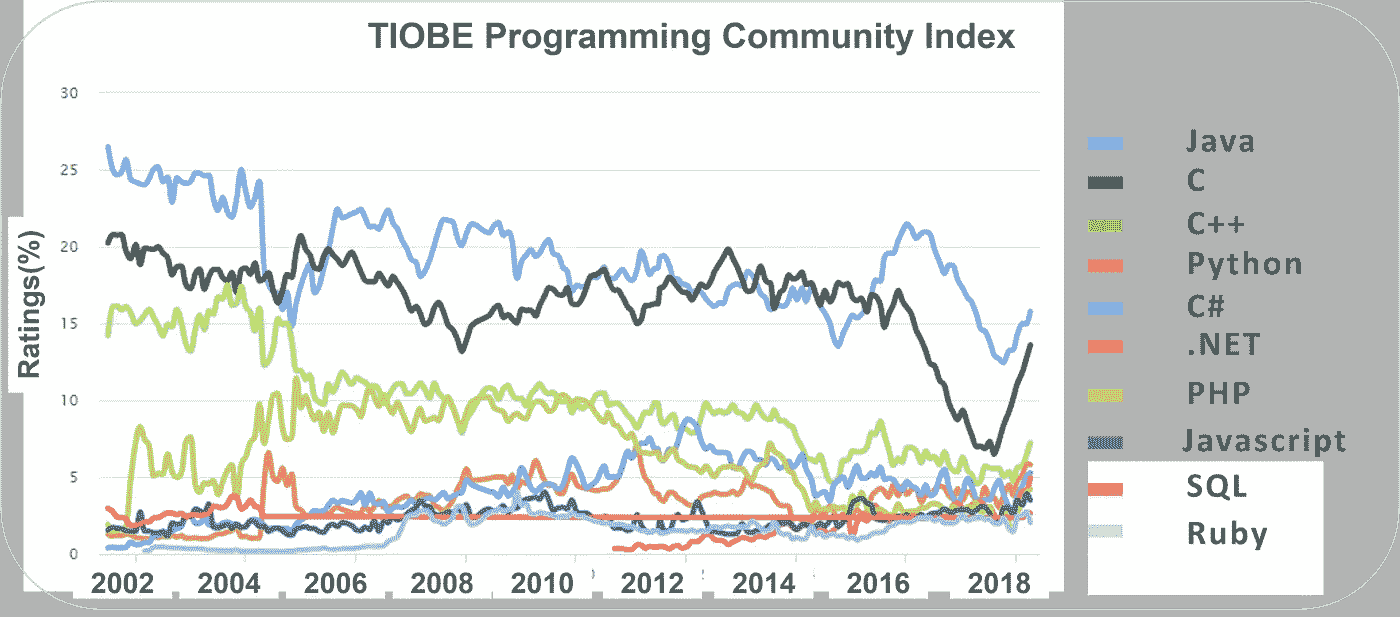 TIOBE Programming Community Index
30
25
20
15
10
5
0
Ratings(%)
2002 2004 2006 2008 2010 2012 2014 2016 2018
Java
C
C++
Python
C#
.NET
PHP
Javascript
SQL
Ruby